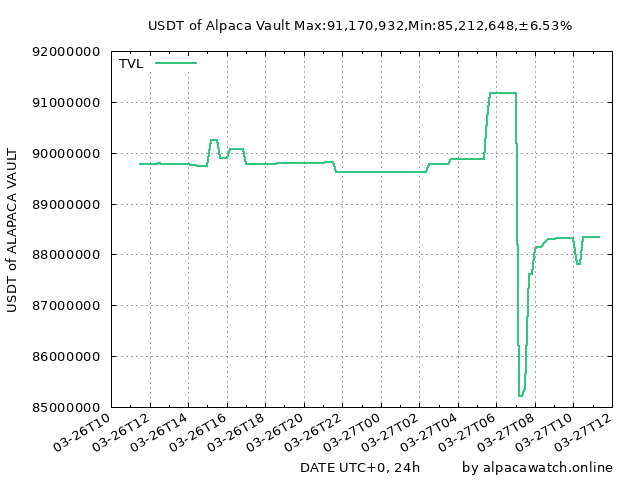 USDT of Alpaca Vault Max:91,170,932,Min:85,212,648,±6.53%
TVL
92000000
91000000
90000000
89000000
88000000
87000000
86000000
85000000
USDT of ALAPACA VAULT
03-26T10
03-26T12
03-26T14
03-26T16
03-26T18
03-26T20
03-26T22
03-27T00
03-27T02
03-27T04
03-27T06
03-27T08
03-27T10
03-27T12
DATE UTC+0, 24h
by alpacawatch.online